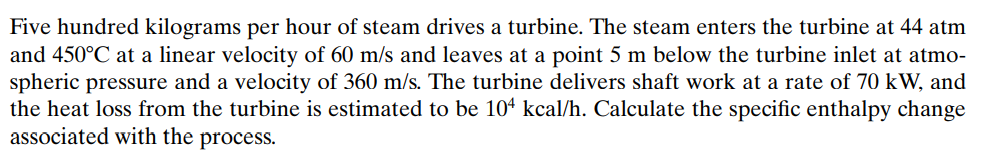 Five hundred kilograms per hour of steam drives a turbine. The steam enters the turbine at 44 atm
and 450°C at a linear velocity of 60 m/s and leaves at a point 5 m below the turbine inlet at atmo-
spheric pressure and a velocity of 360 m/s. The turbine delivers shaft work at a rate of 70 kW, and
the heat loss from the turbine is estimated to be 10⁴ kcal/h. Calculate the specific enthalpy change
associated with the process.